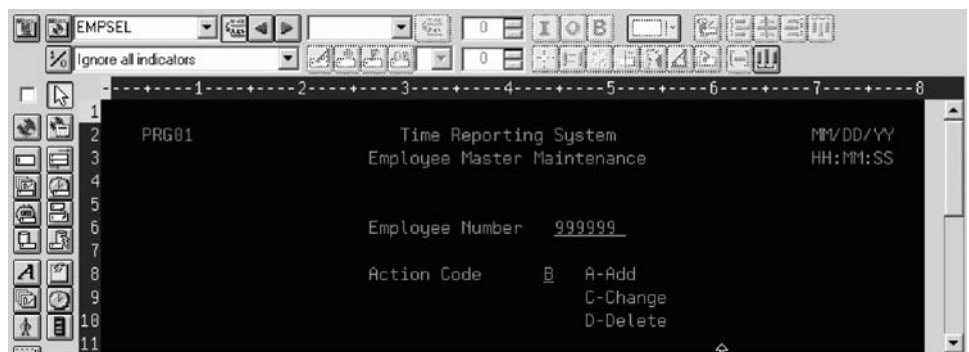 EMPSEL
0
I O B
Ignore all indicators
0
-----+----1----+----2----+----3----+----4----+----5----+----6----+----7----+----8
1
2 PRG01 Time Reporting System MM/DD/YY
3 Employee Master Maintenance HH:MM:SS
4
5
6 Employee Number 999999
7
8 Action Code B A-Add
9 C-Change
10 D-Delete
11